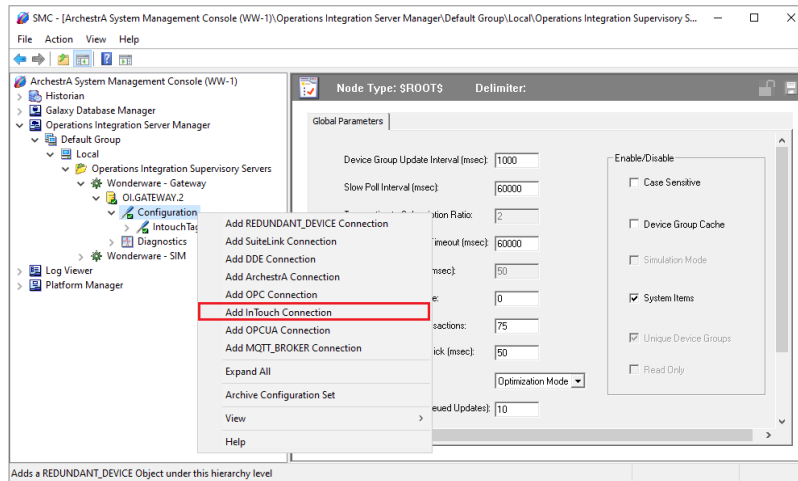 SMC - [ArchestrA System Management Console (WW-1)\Operations Integration Server Manager\Default Group\Local\Operations Integration Supervisory S...
File Action View Help
ArchestrA System Management Console (WW-1)
Historian
Galaxy Database Manager
Operations Integration Server Manager
Default Group
Local
Operations Integration Supervisory Servers
Wonderware - Gateway
OI.GATEWAY.2
Configuration
IntouchTag
Diagnostics
Wonderware - SIM
Log Viewer
Platform Manager
Add REDUNDANT_DEVICE Connection
Add SuiteLink Connection
Add DDE Connection
Add ArchestrA Connection
Add OPC Connection
Add InTouch Connection
Add OPCUA Connection
Add MQTT_BROKER Connection
Expand All
Archive Configuration Set
View
Help
Node Type: $ROOT$ Delimiter:
Global Parameters
Device Group Update Interval (msec): 1000
Slow Poll Interval (msec): 60000
Ratio: 2
imeout (msec): 60000
msec): 50
e: 0
sactions: 75
ick (msec): 50
Optimization Mode
eued Updates): 10
Enable/Disable
Case Sensitive
Device Group Cache
Simulation Mode
System Items
Unique Device Groups
Read Only
Adds a REDUNDANT_DEVICE Object under this hierarchy level